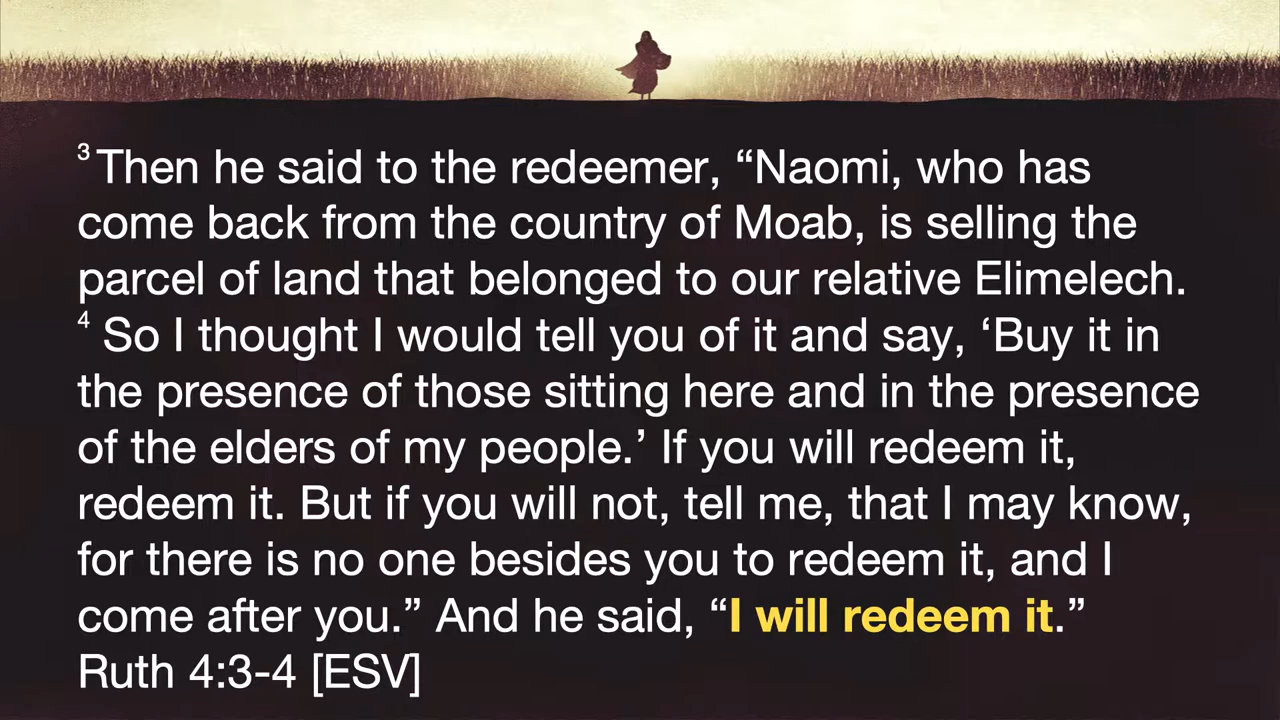 3 Then he said to the redeemer, “Naomi, who has
come back from the country of Moab, is selling the
parcel of land that belonged to our relative Elimelech.
4 So I thought I would tell you of it and say, ‘Buy it in
the presence of those sitting here and in the presence
of the elders of my people.’ If you will redeem it,
redeem it. But if you will not, tell me, that I may know,
for there is no one besides you to redeem it, and I
come after you.” And he said, “I will redeem it.”
Ruth 4:3-4 [ESV]